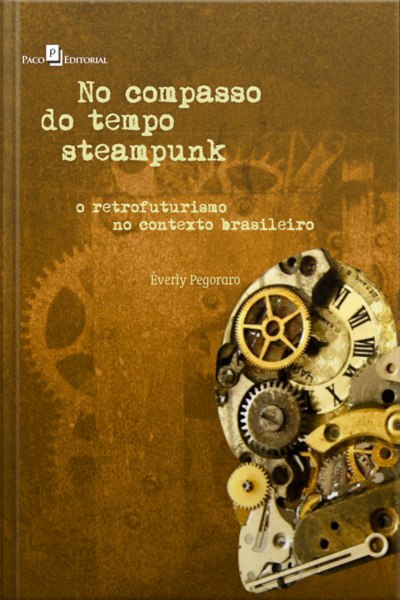 PACO EDITORIAL
No compasso
do tempo
steampunk
o retrofuturismo
no contexto brasileiro
Éverly Pegoraro